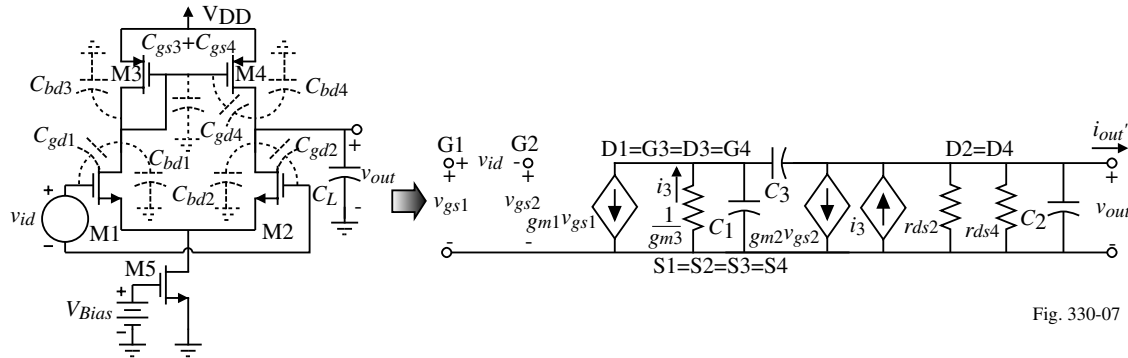 VDD
Cgs3+Cgs4
M3
M4
Cbd3
Cbd4
Cgd4
Cgd1
Cbd1
Cgd2
Cbd2
CL
+
vout
-
+
vid
−
M1
M2
M5
+
VBias
−
G1
+
vid
G2
-
+
vgs1
-
+
vgs2
-
D1=G3=D3=G4
gm1vgs1
i3
1
gm3
C1
C3
gm2vgs2
i3
D2=D4
rds2
rds4
C2
iout'
+
vout
-
S1=S2=S3=S4
Fig. 330-07